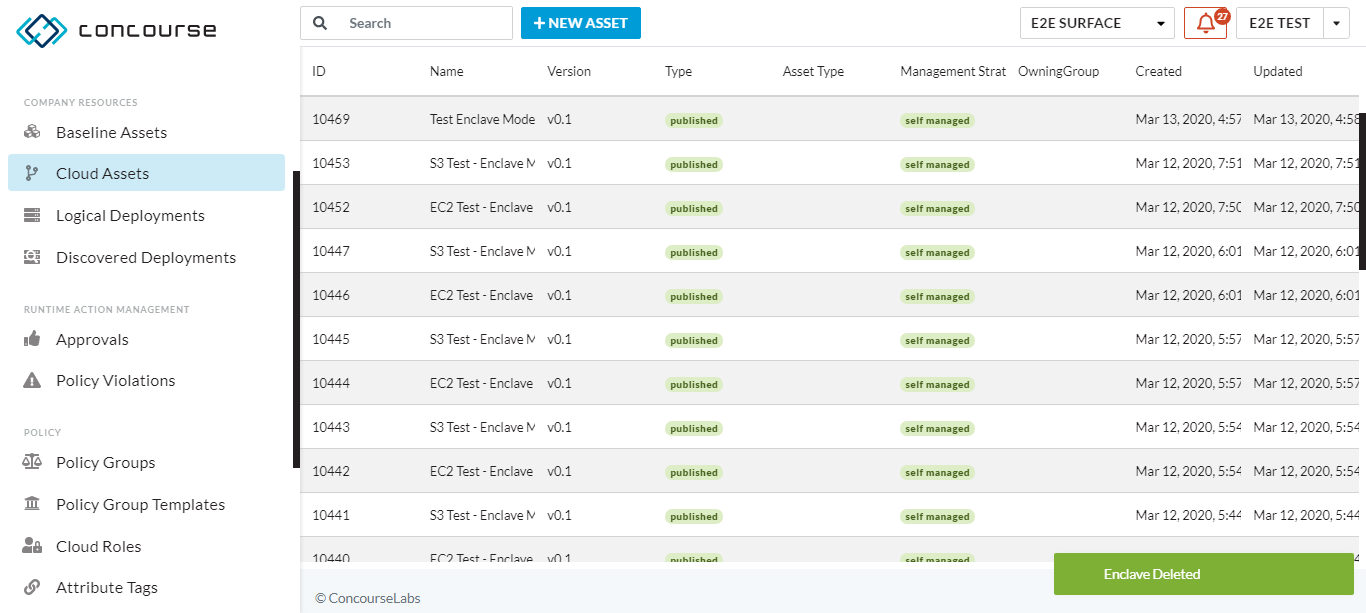 concourse
Search
+ NEW ASSET
E2E SURFACE
27
E2E TEST
COMPANY RESOURCES
Baseline Assets
Cloud Assets
Logical Deployments
Discovered Deployments
RUNTIME ACTION MANAGEMENT
Approvals
Policy Violations
POLICY
Policy Groups
Policy Group Templates
Cloud Roles
Attribute Tags
ID Name Version Type Asset Type Management Strat OwningGroup Created Updated
10469 Test Enclave Mode v0.1 published self managed Mar 13, 2020, 4:57 Mar 13, 2020, 4:58
10453 S3 Test - Enclave M v0.1 published self managed Mar 12, 2020, 7:51 Mar 12, 2020, 7:51
10452 EC2 Test - Enclave v0.1 published self managed Mar 12, 2020, 7:50 Mar 12, 2020, 7:50
10447 S3 Test - Enclave M v0.1 published self managed Mar 12, 2020, 6:01 Mar 12, 2020, 6:01
10446 EC2 Test - Enclave v0.1 published self managed Mar 12, 2020, 6:01 Mar 12, 2020, 6:01
10445 S3 Test - Enclave M v0.1 published self managed Mar 12, 2020, 5:57 Mar 12, 2020, 5:57
10444 EC2 Test - Enclave v0.1 published self managed Mar 12, 2020, 5:57 Mar 12, 2020, 5:57
10443 S3 Test - Enclave M v0.1 published self managed Mar 12, 2020, 5:54 Mar 12, 2020, 5:54
10442 EC2 Test - Enclave v0.1 published self managed Mar 12, 2020, 5:54 Mar 12, 2020, 5:54
10441 S3 Test - Enclave M v0.1 published self managed Mar 12, 2020, 5:44 Mar 12, 2020, 5:44
10440 EC2 Test - Enclave v0.1 published self managed
Enclave Deleted
© ConcourseLabs